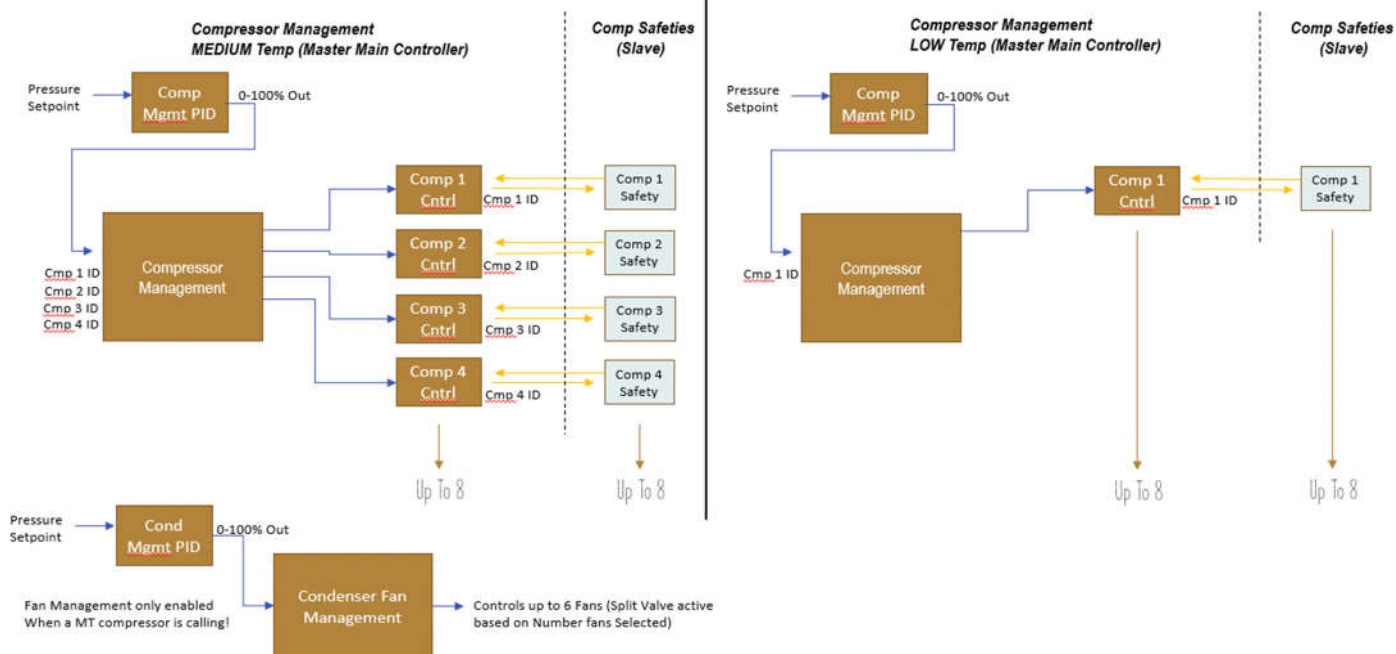 Compressor Management
MEDIUM Temp (Master Main Controller)
Comp Safeties
(Slave)
Pressure
Setpoint
Comp
Mgmt PID
0-100% Out
Cmp 1 ID
Cmp 2 ID
Cmp 3 ID
Cmp 4 ID
Compressor
Management
Comp 1
Cntrl
Cmp 1 ID
Comp 1
Safety
Comp 2
Cntrl
Cmp 2 ID
Comp 2
Safety
Comp 3
Cntrl
Cmp 3 ID
Comp 3
Safety
Comp 4
Cntrl
Cmp 4 ID
Comp 4
Safety
Up To 8
Up To 8
Compressor Management
LOW Temp (Master Main Controller)
Comp Safeties
(Slave)
Pressure
Setpoint
Comp
Mgmt PID
0-100% Out
Cmp 1 ID
Compressor
Management
Comp 1
Cntrl
Cmp 1 ID
Comp 1
Safety
Up To 8
Up To 8
Pressure
Setpoint
Cond
Mgmt PID
0-100% Out
Fan Management only enabled
When a MT compressor is calling!
Condenser Fan
Management
Controls up to 6 Fans (Split Valve active
based on Number fans Selected)